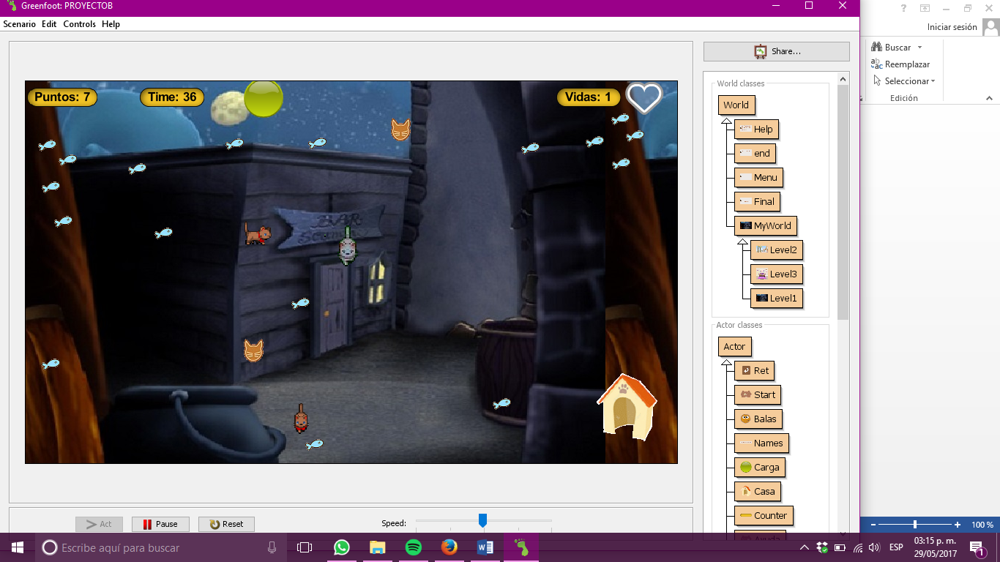 Greenfoot: PROYECTOB
Scenario Edit Controls Help
Iniciar sesión
Share...
Buscar
Reemplazar
Seleccionar
Edición
Puntos: 7
Time: 36
Vidas: 1
World classes
World
Help
end
Menu
Final
MyWorld
Level2
Level3
Level1
Actor classes
Actor
Ret
Start
Balas
Names
Carga
Casa
Counter
Act
Pause
Reset
Speed:
100 %
Escribe aquí para buscar
ESP
03:15 p. m.
29/05/2017
1